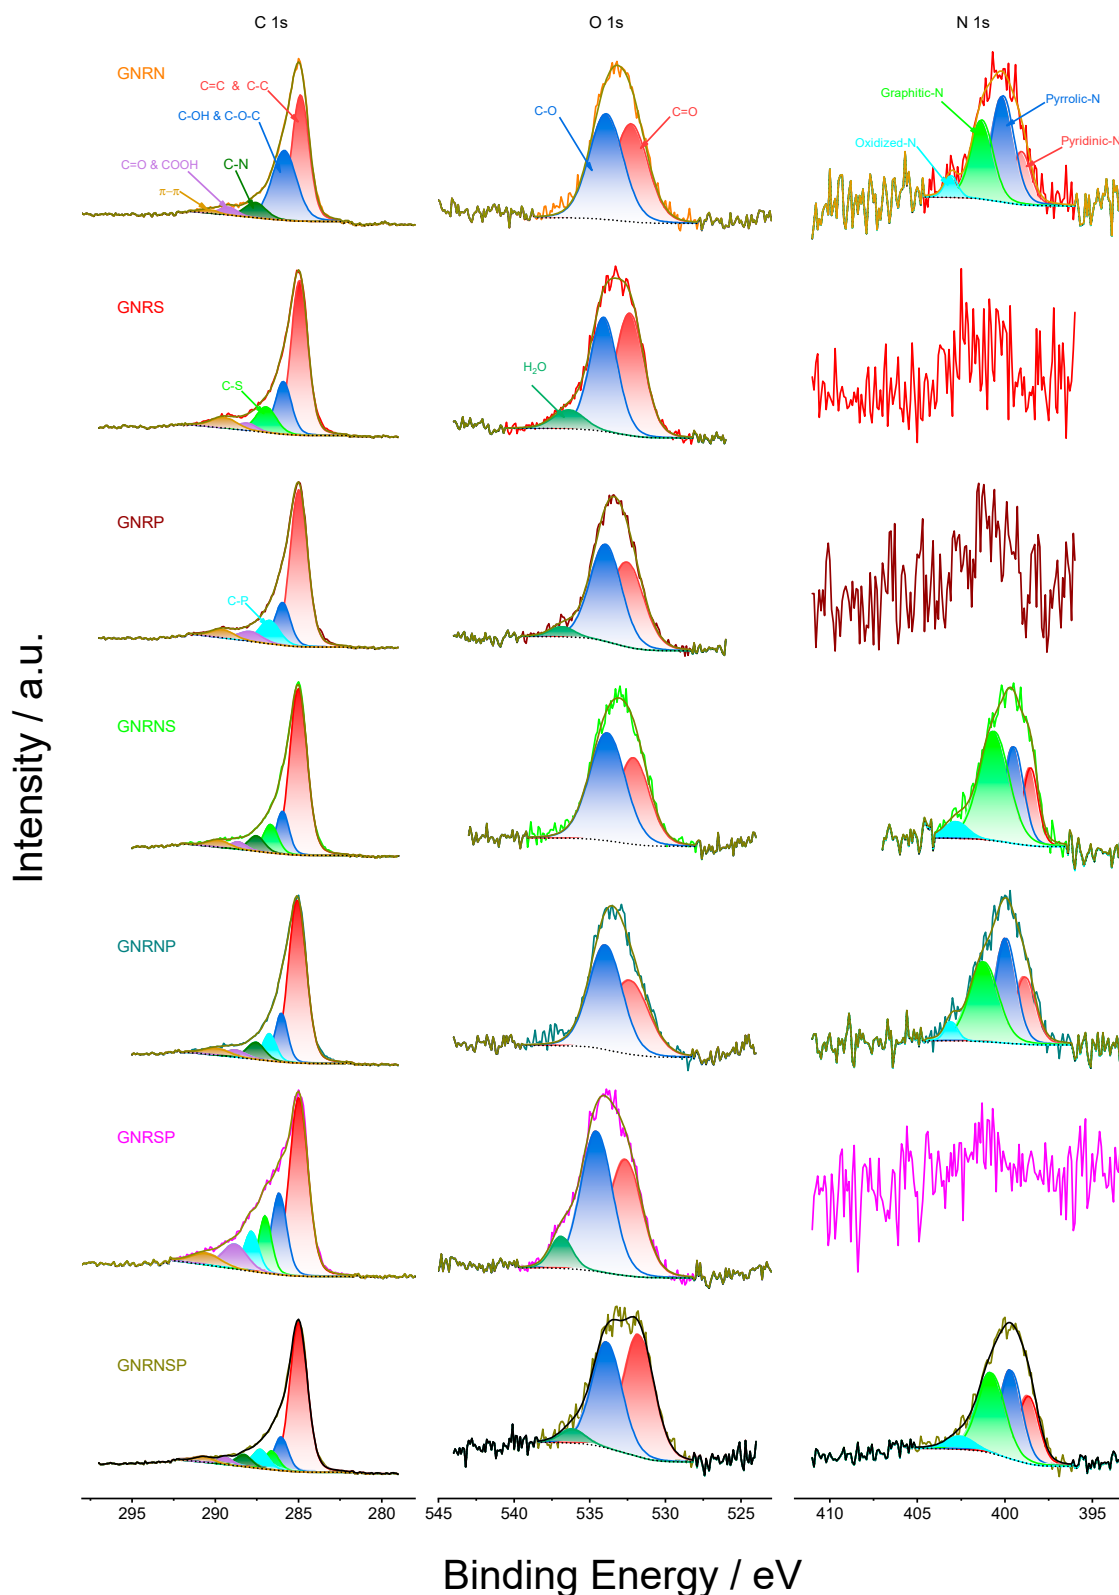 C 1s
O 1s
N 1s
GNRN
C=C & C-C
C-OH & C-O-C
C=O & COOH
C-N
π−π
C-O
C=O
Graphitic-N
Pyrrolic-N
Oxidized-N
Pyridinic-N
GNRS
C-S
H₂O
GNRP
C-P
GNRNS
GNRNP
GNRSP
GNRNSP
Intensity / a.u.
295 290 285 280
545 540 535 530 525
410 405 400 395
Binding Energy / eV